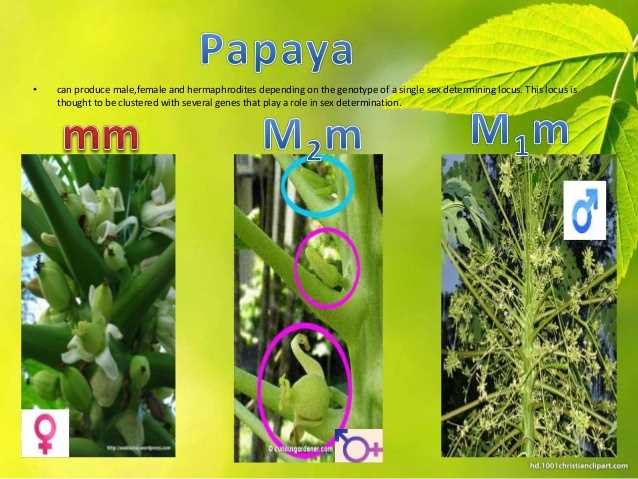 Papaya
• can produce male,female and hermaphrodites depending on the genotype of a single sex determining locus. This locus is
thought to be clustered with several genes that play a role in sex determination.
mm
M₂m
M₁m
© curiousgardener.com
hd.1001christianclipart.com